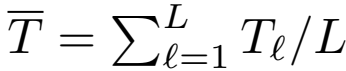 $\overline{T} = \sum_{\ell=1}^{L} T_{\ell}/L$